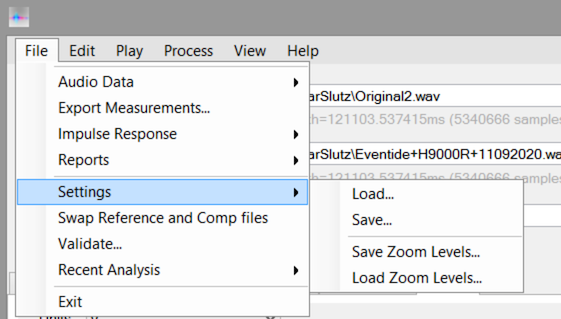 File Edit Play Process View Help
Audio Data
arSlutz\Original2.wav
Export Measurements...
th=121103.537415ms (5340666 samples
Impulse Response
Reports
arSlutz\Eventide+H9000R+11092020.wa
th=121103.537415ms (5340666 samples
Settings
Load...
Swap Reference and Comp files
Save...
Validate...
Save Zoom Levels...
Recent Analysis
Load Zoom Levels...
Exit